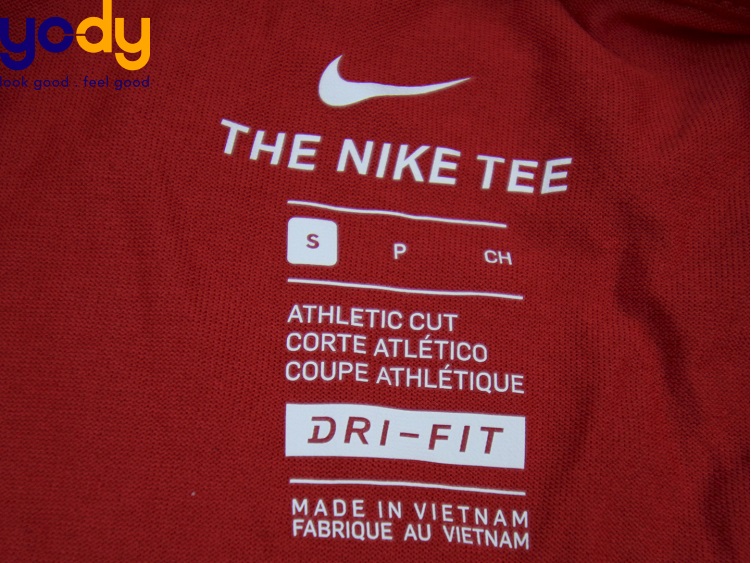 yody
look good . feel good
THE NIKE TEE
S P CH
ATHLETIC CUT
CORTE ATLÉTICO
COUPE ATHLÉTIQUE
DRI-FIT
MADE IN VIETNAM
FABRIQUE AU VIETNAM